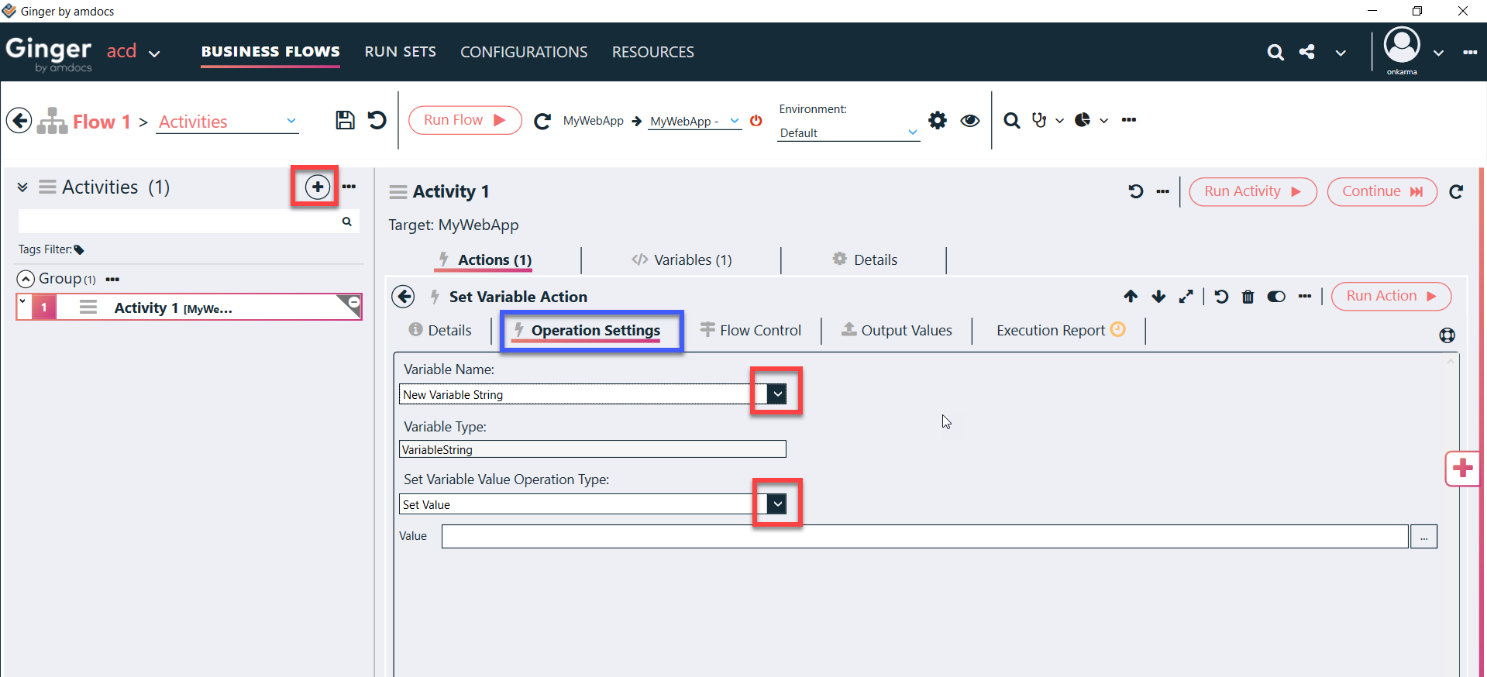 Ginger by amdocs
Ginger by amdocs acd BUSINESS FLOWS RUN SETS CONFIGURATIONS RESOURCES
onkarma
Flow 1 > Activities Run Flow MyWebApp MyWebApp - Environment: Default
Activities (1)
Tags Filter:
Group (1)
1 Activity 1 [MyWe...
Activity 1 Run Activity Continue
Target: MyWebApp
Actions (1) Variables (1) Details
Set Variable Action Run Action
Details Operation Settings Flow Control Output Values Execution Report
Variable Name:
New Variable String
Variable Type:
VariableString
Set Variable Value Operation Type:
Set Value
Value ...